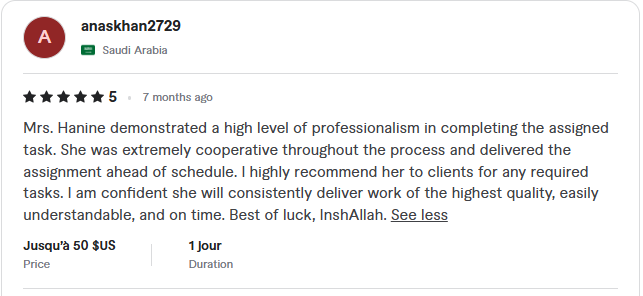 A
anaskhan2729
Saudi Arabia
★★★★★ 5 • 7 months ago
Mrs. Hanine demonstrated a high level of professionalism in completing the assigned
task. She was extremely cooperative throughout the process and delivered the
assignment ahead of schedule. I highly recommend her to clients for any required
tasks. I am confident she will consistently deliver work of the highest quality, easily
understandable, and on time. Best of luck, InshAllah. See less
Jusqu'à 50 $US
Price
1 jour
Duration